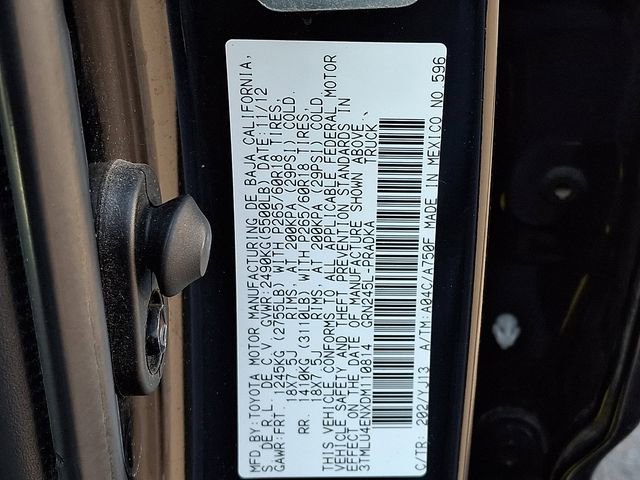 MFD.BY:TOYOTA MOTOR MANUFACTURING DE BAJA CALIFORNIA,
S DE R.L. DE C.V. GVWR:2490KG(5500LB) DATE:11/12
GAWR:FRT. 1245KG (2755LB) WITH P265/60R18 TIRES,
18X7.5J RIMS, AT 200KPA (29PSI) COLD.
RR. 1410KG (3110LB) WITH P265/60R18 TIRES,
18X7.5J RIMS, AT 200KPA (29PSI) COLD.
THIS VEHICLE CONFORMS TO ALL APPLICABLE FEDERAL MOTOR
VEHICLE SAFETY AND THEFT PREVENTION STANDARDS IN
EFFECT ON THE DATE OF MANUFACTURE SHOWN ABOVE.
3TMLU4ENXDM110814 GRN245L-PRADKA TRUCK
C/TR: 202/YJ13 A/TM:A04C/A750F MADE IN MEXICO NO.596